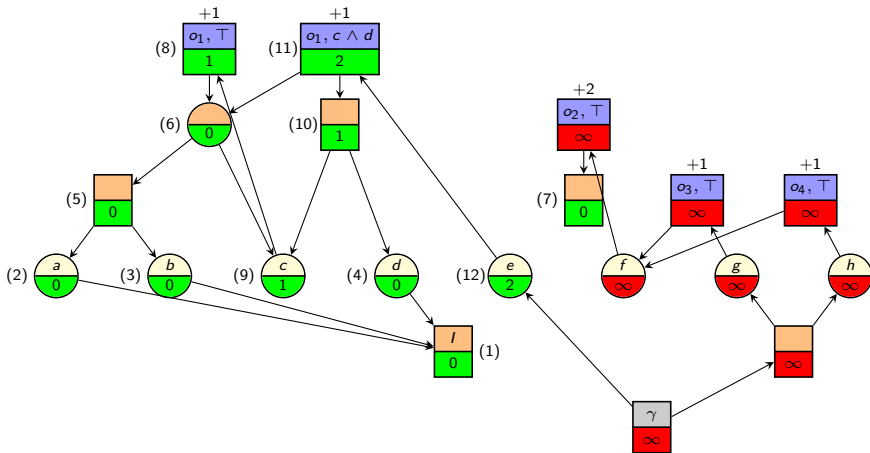 +1 +1
(8) o₁, ⊤ (11) o₁, c ∧ d
1 2
+2
(6) 0 (10) 1 o₂, ⊤
∞
+1 +1
(5) 0 (7) 0 o₃, ⊤ o₄, ⊤
∞ ∞
(2) a (3) b (9) c (4) d (12) e f g h
0 0 1 0 2 ∞ ∞ ∞
I
0 (1) ∞
γ
∞